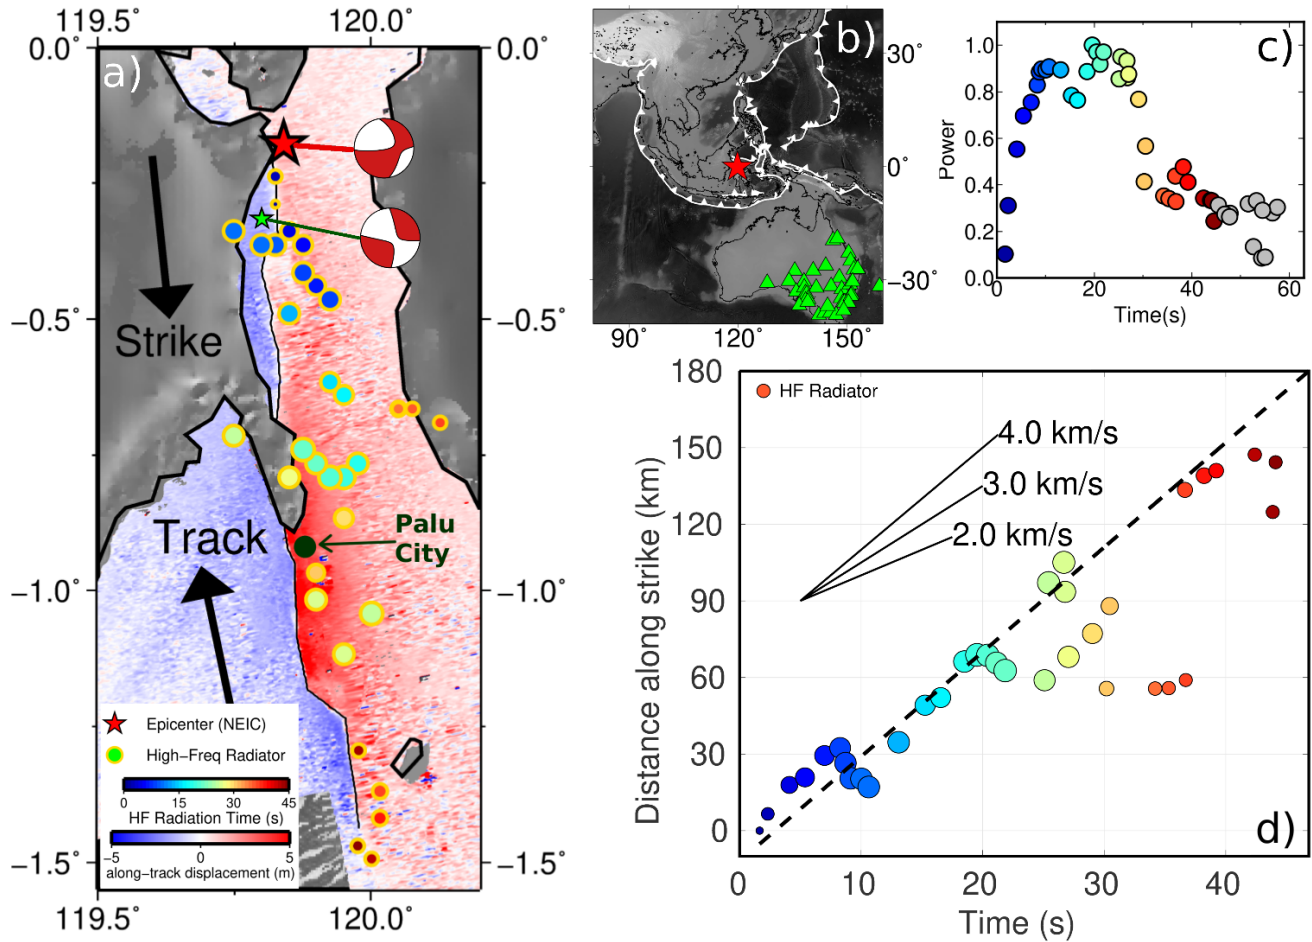 119.5˚
120.0˚
0.0˚
0.0˚
a)
Strike
−0.5˚
−0.5˚
Track
Palu
City
−1.0˚
−1.0˚
Epicenter (NEIC)
High−Freq Radiator
0
15
30
45
HF Radiation Time (s)
−5
0
5
along−track displacement (m)
−1.5˚
−1.5˚
119.5˚
120.0˚
b)
30˚
0˚
−30˚
90˚
120˚
150˚
c)
1.0
0.8
0.6
0.4
0.2
0.0
Power
0
20
40
60
Time(s)
180
150
120
90
60
30
0
Distance along strike (km)
HF Radiator
4.0 km/s
3.0 km/s
2.0 km/s
d)
0
10
20
30
40
Time (s)